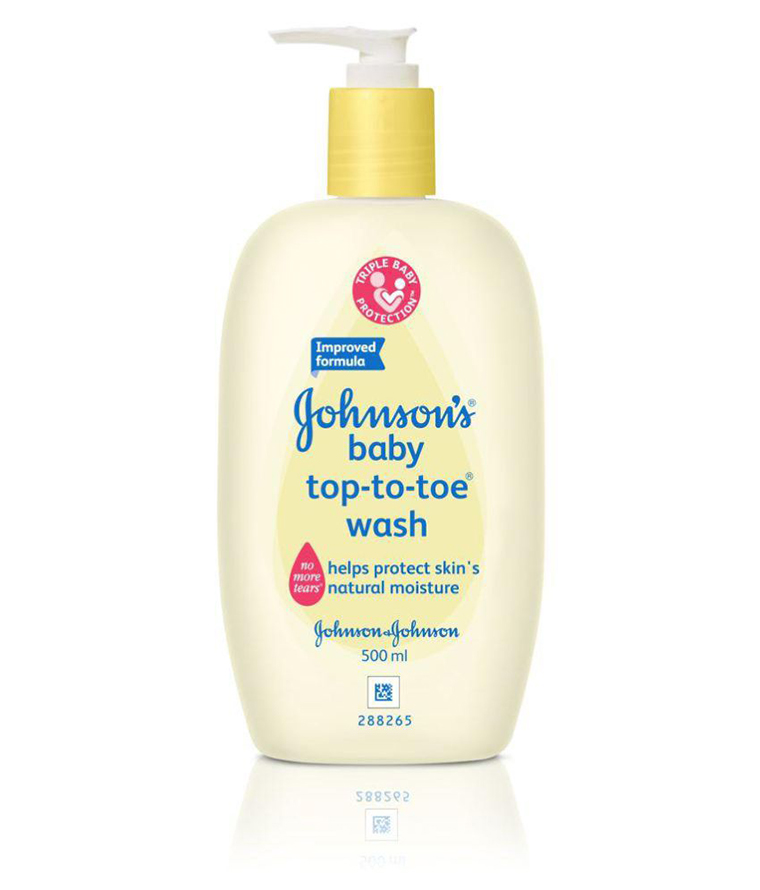 TRIPLE BABY
PROTECTION™
Improved
formula
Johnson's®
baby
top-to-toe®
wash
no
more
tears®
helps protect skin's
natural moisture
Johnson&Johnson
500 ml
288265